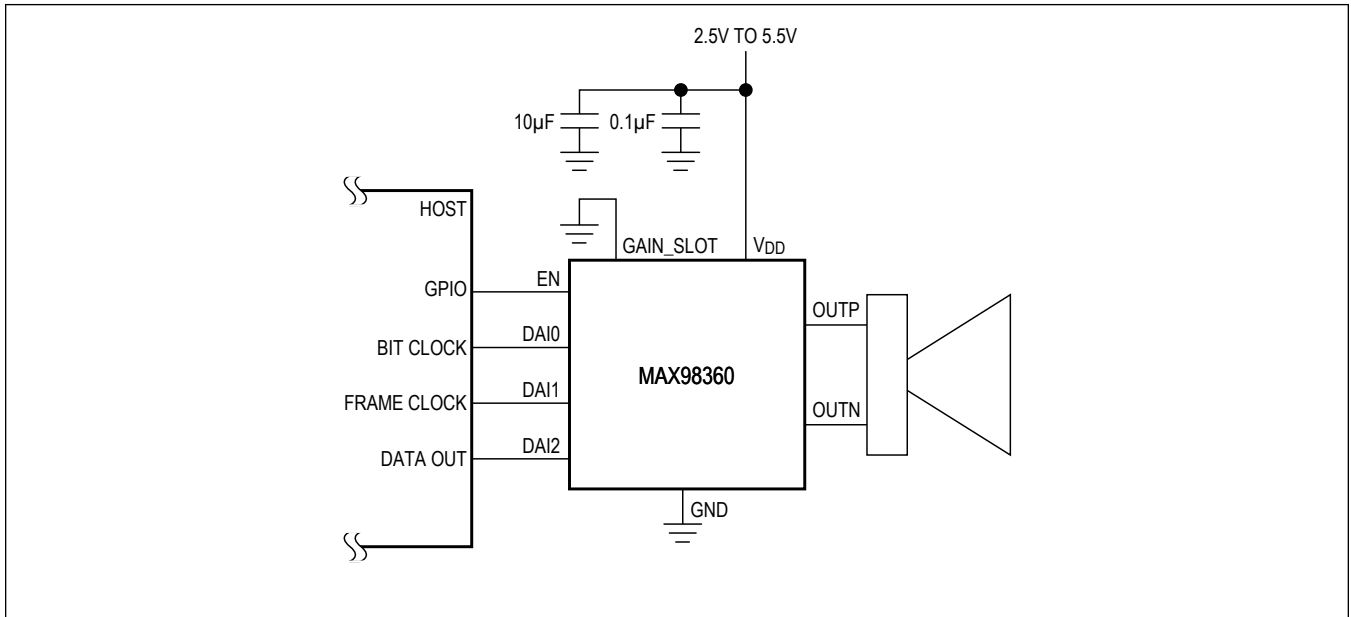 2.5V TO 5.5V
10µF
0.1µF
HOST
GAIN_SLOT
VDD
GPIO
EN
OUTP
BIT CLOCK
DAI0
MAX98360
FRAME CLOCK
DAI1
OUTN
DATA OUT
DAI2
GND